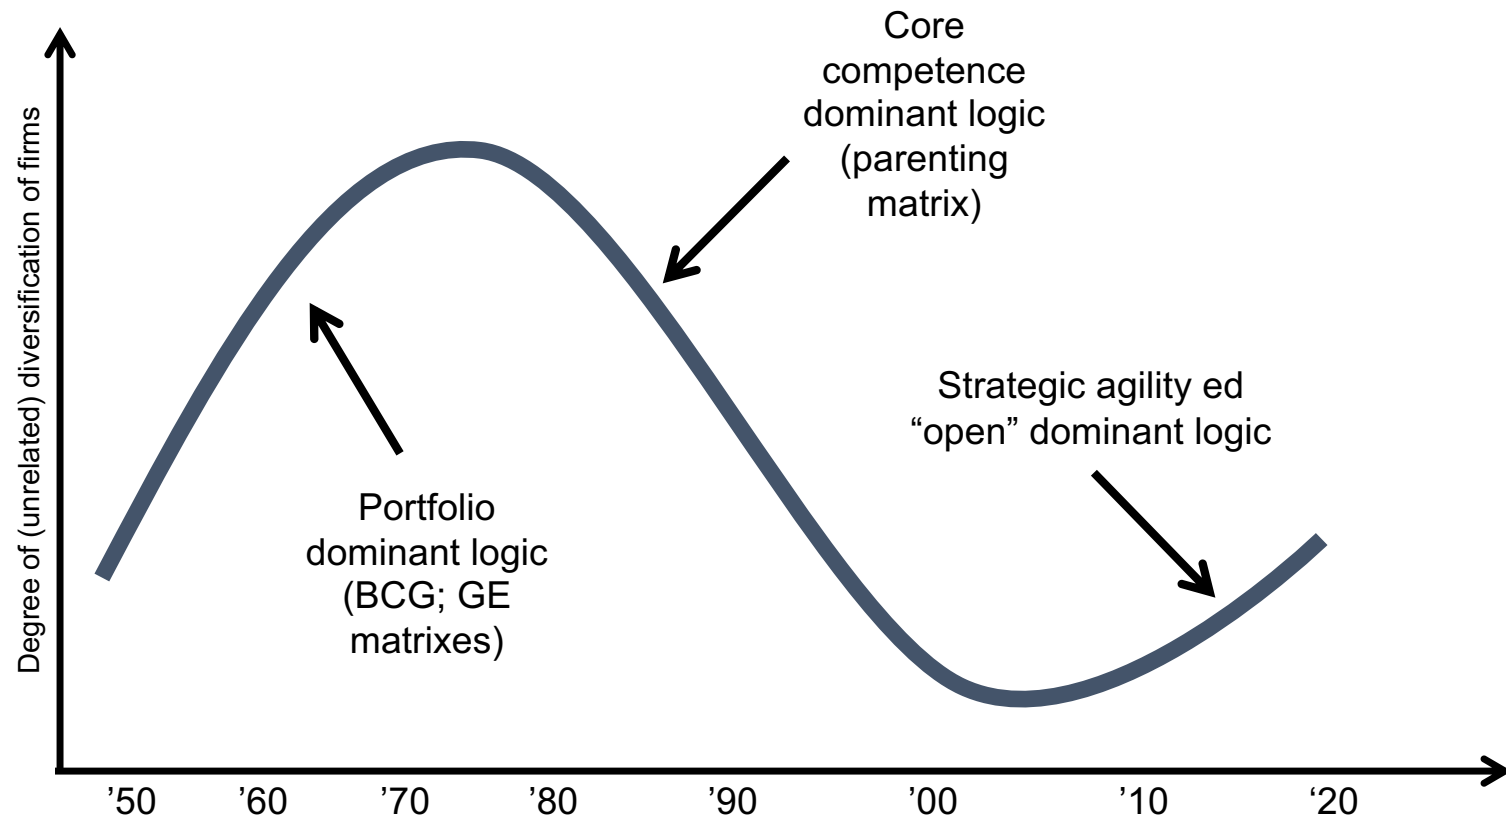 Degree of (unrelated) diversification of firms
Core
competence
dominant logic
(parenting
matrix)
Strategic agility ed
“open” dominant logic
Portfolio
dominant logic
(BCG; GE
matrixes)
’50 ’60 ’70 ’80 ’90 ’00 ’10 ‘20